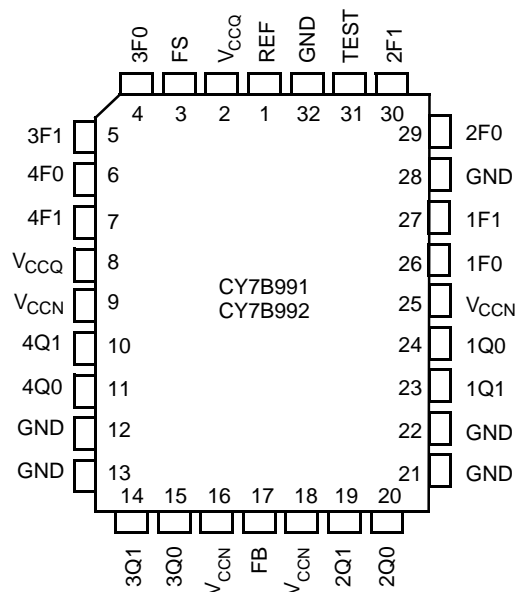 3F0 FS VCCQ REF GND TEST 2F1
4 3 2 1 32 31 30
3F1 5 29 2F0
4F0 6 28 GND
4F1 7 27 1F1
VCCQ 8 26 1F0
VCCN 9 25 VCCN
CY7B991
CY7B992
4Q1 10 24 1Q0
4Q0 11 23 1Q1
GND 12 22 GND
GND 13 21 GND
14 15 16 17 18 19 20
3Q1 3Q0 VCCN FB VCCN 2Q1 2Q0